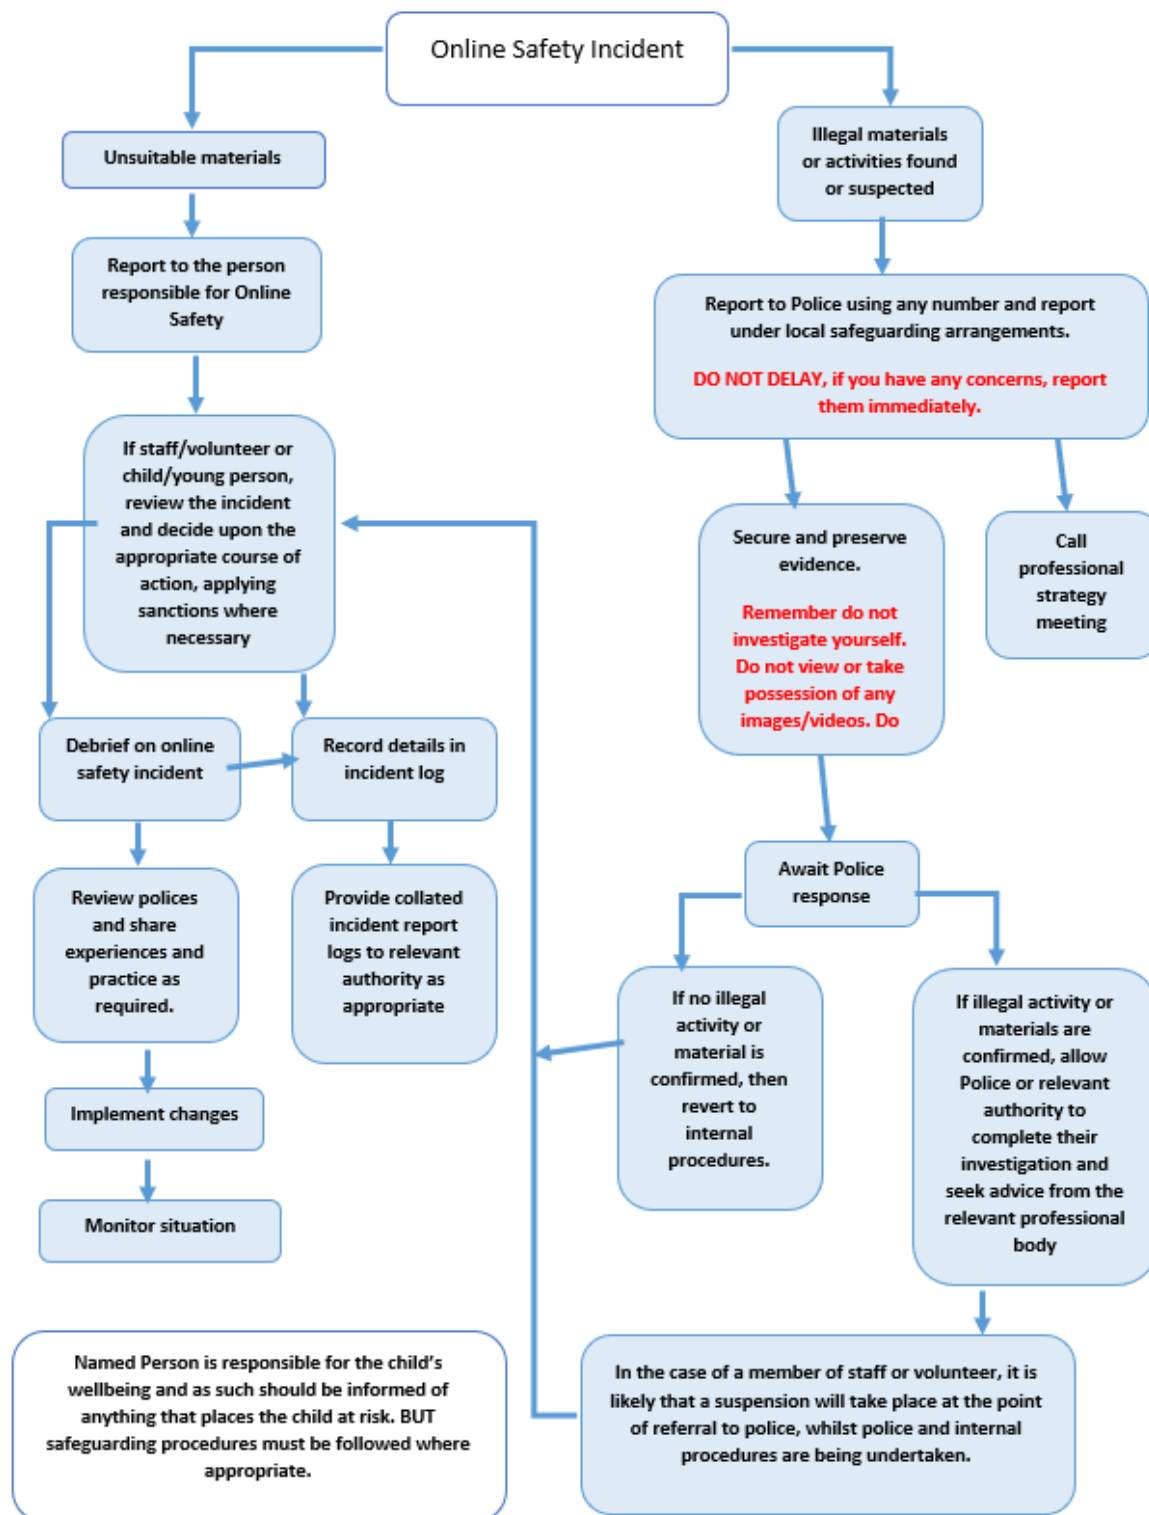 Online Safety Incident
Unsuitable materials
Report to the person
responsible for Online
Safety
If staff/volunteer or
child/young person,
review the incident
and decide upon the
appropriate course of
action, applying
sanctions where
necessary
Debrief on online
safety incident
Record details in
incident log
Review polices
and share
experiences and
practice as
required.
Provide collated
incident report
logs to relevant
authority as
appropriate
Implement changes
Monitor situation
Named Person is responsible for the child’s
wellbeing and as such should be informed of
anything that places the child at risk. BUT
safeguarding procedures must be followed where
appropriate.
Illegal materials
or activities found
or suspected
Report to Police using any number and report
under local safeguarding arrangements.
DO NOT DELAY, if you have any concerns, report
them immediately.
Secure and preserve
evidence.
Remember do not
investigate yourself.
Do not view or take
possession of any
images/videos. Do
Call
professional
strategy
meeting
Await Police
response
If no illegal
activity or
material is
confirmed, then
revert to
internal
procedures.
If illegal activity or
materials are
confirmed, allow
Police or relevant
authority to
complete their
investigation and
seek advice from the
relevant professional
body
In the case of a member of staff or volunteer, it is
likely that a suspension will take place at the point
of referral to police, whilst police and internal
procedures are being undertaken.